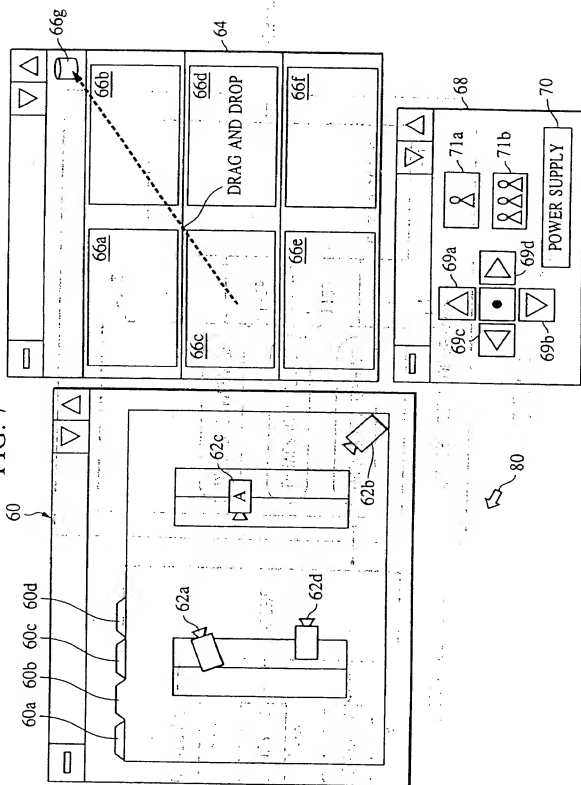 FIG. 7
60
60a
60b
60c
60d
62a
62d
62c
A
62b
80
66g
64
66a
66b
66c
66d
DRAG AND DROP
66e
66f
68
69a
69c
69d
69b
71a
71b
POWER SUPPLY
70